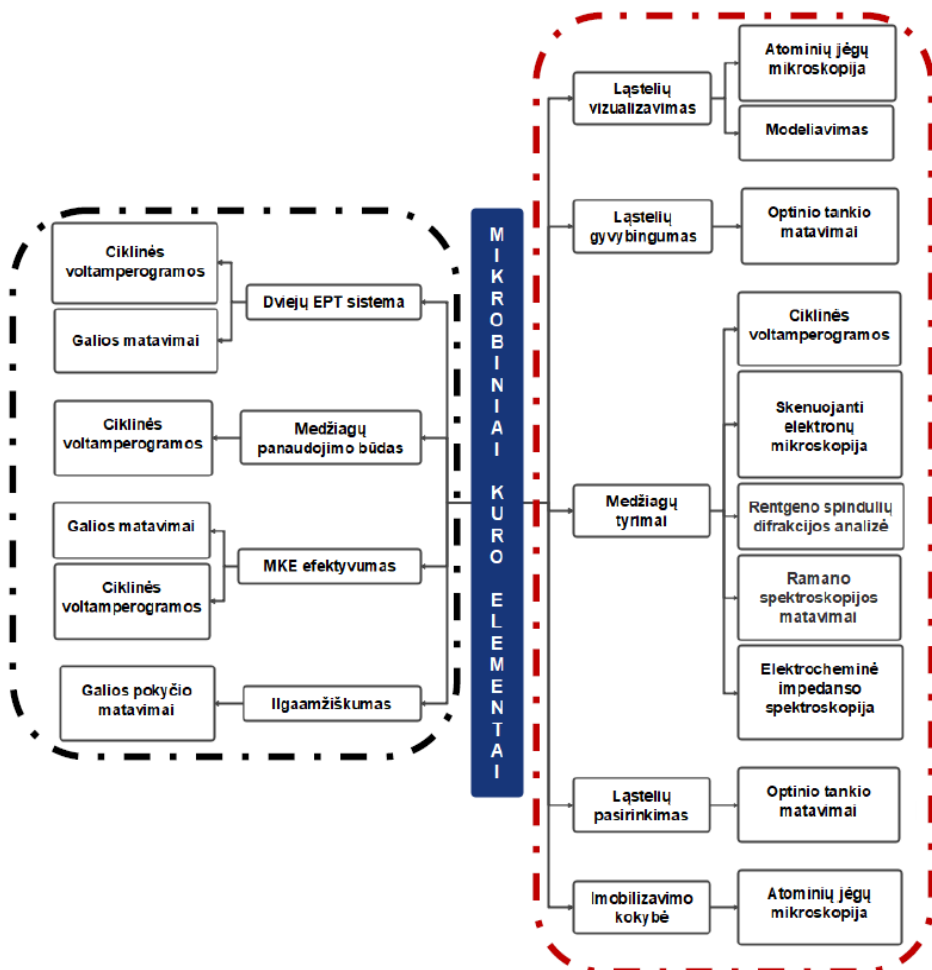 Ciklinės
voltamperogramos
Galios matavimai
Dviejų EPT sistema
Ciklinės
voltamperogramos
Medžiagų
panaudojimo būdas
Galios matavimai
Ciklinės
voltamperogramos
MKE efektyvumas
Galios pokyčio
matavimai
Ilgaamžiškumas
MIKROBINIAI KURO ELEMENTAI
Ląstelių
vizualizavimas
Atominių jėgų
mikroskopija
Modeliavimas
Ląstelių
gyvybingumas
Optinio tankio
matavimai
Medžiagų
tyrimai
Ciklinės
voltamperogramos
Skenuojanti
elektronų
mikroskopija
Rentgeno spindulių
difrakcijos analizė
Ramano
spektroskopijos
matavimai
Elektrocheminė
impedanso
spektroskopija
Ląstelių
pasirinkimas
Optinio tankio
matavimai
Imobilizavimo
kokybė
Atominių jėgų
mikroskopija